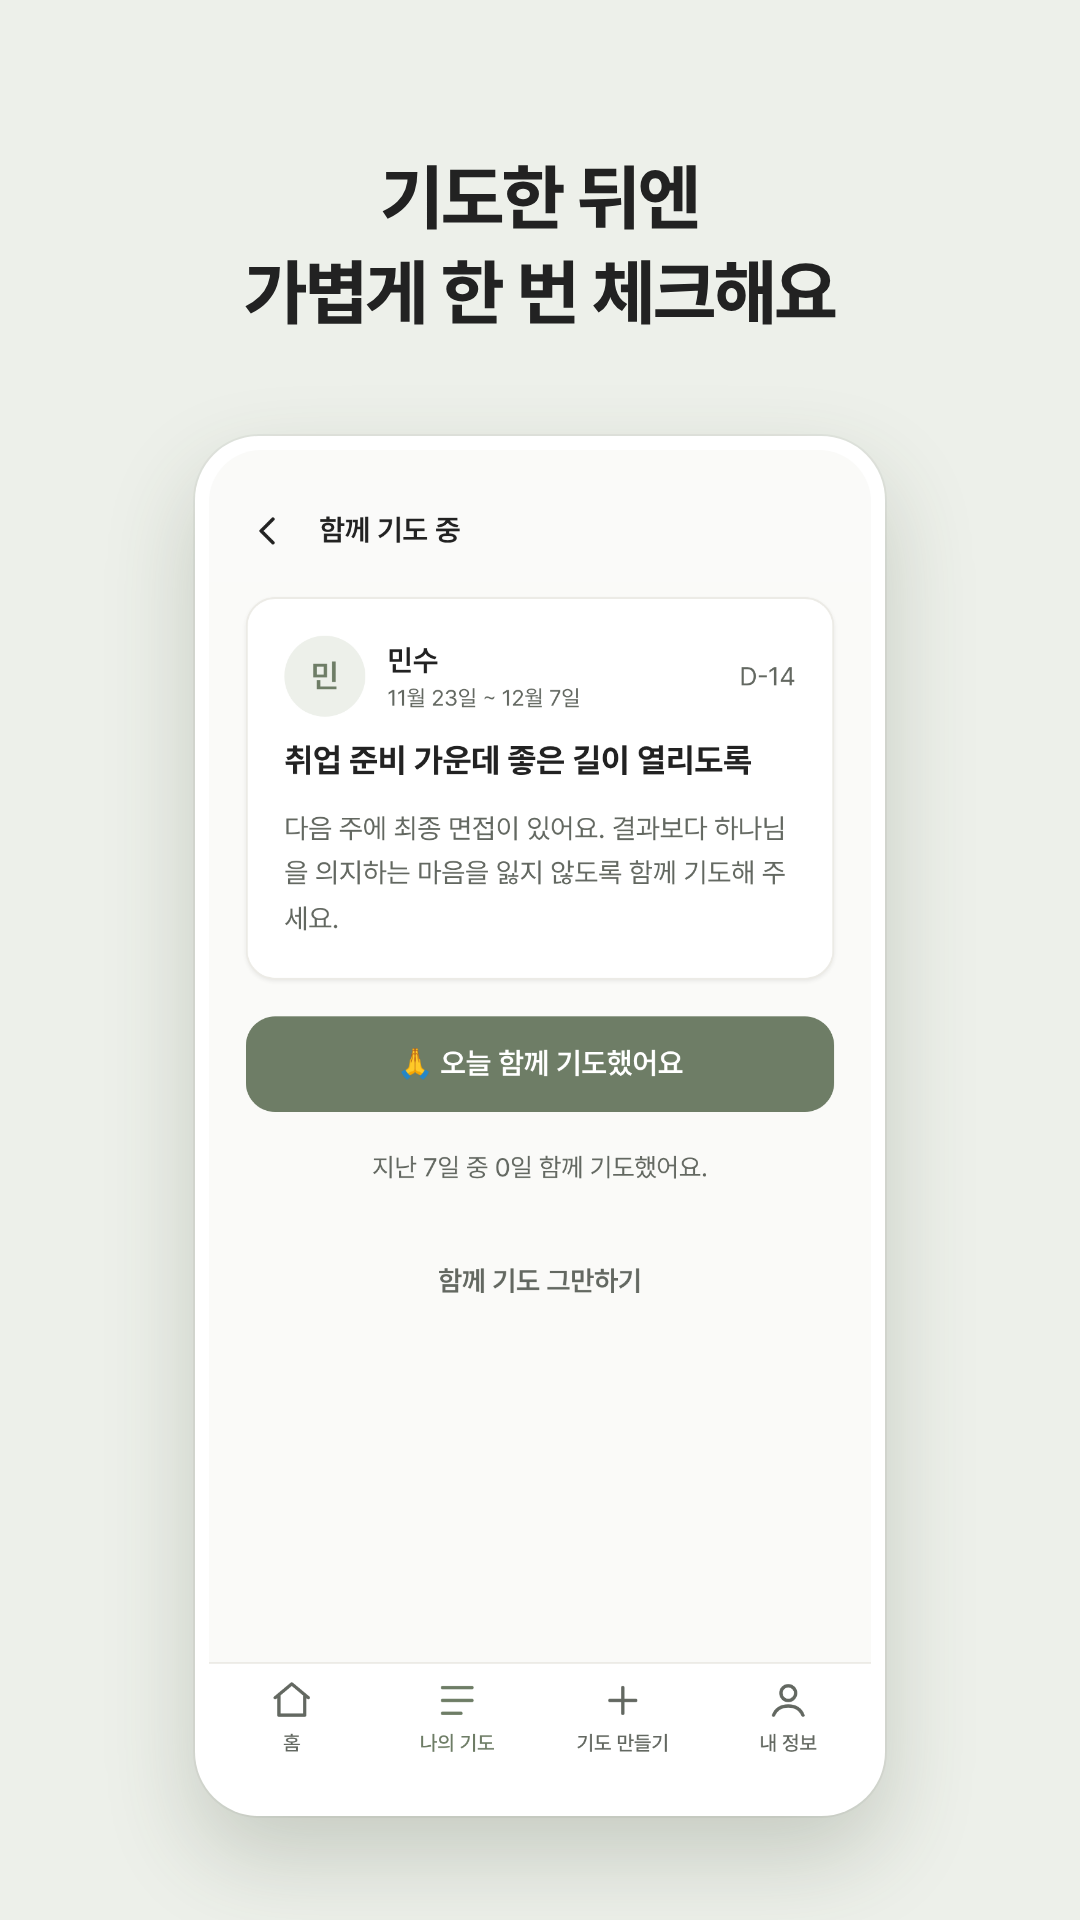 기도한 뒤엔
가볍게 한 번 체크해요
함께 기도 중
민
민수
11월 23일 ~ 12월 7일
D-14
취업 준비 가운데 좋은 길이 열리도록
다음 주에 최종 면접이 있어요. 결과보다 하나님
을 의지하는 마음을 잃지 않도록 함께 기도해 주
세요.
🙏 오늘 함께 기도했어요
지난 7일 중 0일 함께 기도했어요.
함께 기도 그만하기
홈
나의 기도
기도 만들기
내 정보